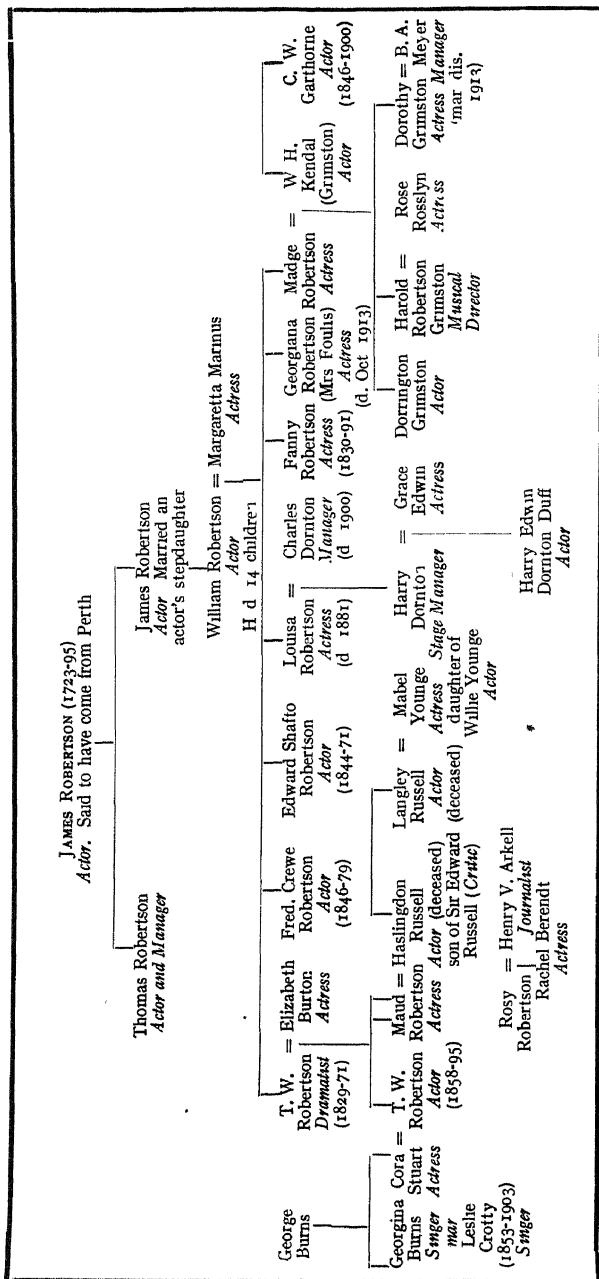 JAMES ROBERTSON (1723-95)
Actor. Said to have come from Perth
Thomas Robertson
Actor and Manager
James Robertson
Actor Married an
actor's stepdaughter
William Robertson = Margaretta Marinus
Actor
Actress
H d 14 children
George
Burns
T. W.
Robertson
Dramatist
(1829-71)
= Elizabeth
Burton
Actress
Fred. Crewe
Robertson
Actor
(1846-79)
Edward Shafto
Robertson
Actor
(1844-71)
Louisa =
Robertson
Actress
(d 1881)
Charles
Dornton
Manager
(d 1900)
Fanny
Robertson
Actress
(1830-91)
Georgiana
Robertson
(Mrs Foulis)
Actress
(d. Oct 1913)
Madge =
Robertson
Actress
W H.
Kendal
(Grimston)
Actor
C. W.
Garthorne
Actor
(1846-1900)
Georgina
Burns
Singer
mar
Leslie
Crotty
(1853-1903)
Singer
Cora =
Stuart
Actress
T. W.
Robertson
Actor
(1858-95)
Maud =
Robertson
Actress
Haslingdon
Russell
Actor (deceased)
son of Sir Edward
Russell (Critic)
Langley =
Russell
Actor
(deceased)
Mabel
Younge
Actress
daughter of
Willie Younge
Actor
Harry =
Dornton
Stage Manager
Grace
Edwin
Actress
Dorrington
Grimston
Actor
Harold =
Robertson
Grimston
Musical
Director
Rose
Rosslyn
Actress
Dorothy = B. A.
Grimston Meyer
Actress Manager
'mar dis.
1913)
Rosy = Henry V. Arkell
Robertson
Journalist
Rachel Berendt
Actress
Harry Edwin
Dornton Duff
Actor